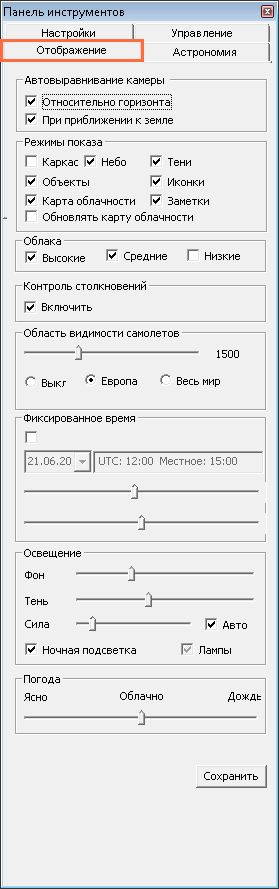 Панель инструментов
Настройки Управление
Отображение Астрономия
Автовыравнивание камеры
Относительно горизонта
При приближении к земле
Режимы показа
Каркас Небо Тени
Объекты Иконки
Карта облачности Заметки
Обновлять карту облачности
Облака
Высокие Средние Низкие
Контроль столкновений
Включить
Область видимости самолетов
1500
Выкл Европа Весь мир
Фиксированное время
21.06.20 UTC: 12:00 Местное: 15:00
Освещение
Фон
Тень
Сила Авто
Ночная подсветка Лампы
Погода
Ясно Облачно Дождь
Сохранить